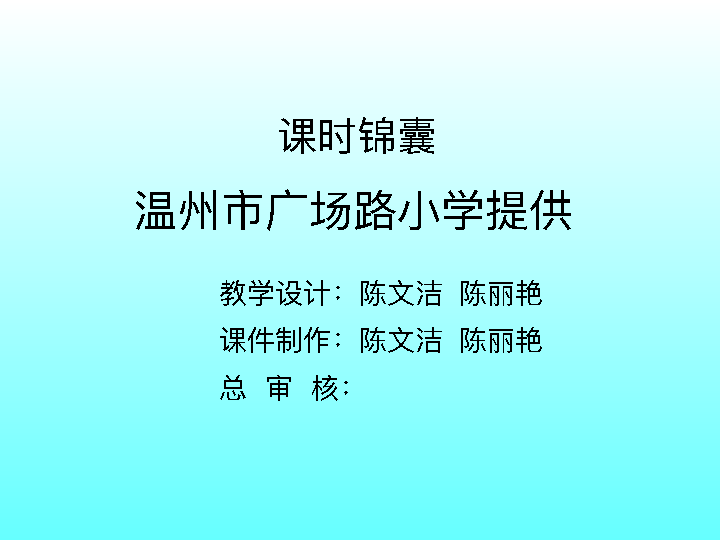 课时锦囊
温州市广场路小学提供
教学设计：陈文洁 陈丽艳
课件制作：陈文洁 陈丽艳
总 审 核：